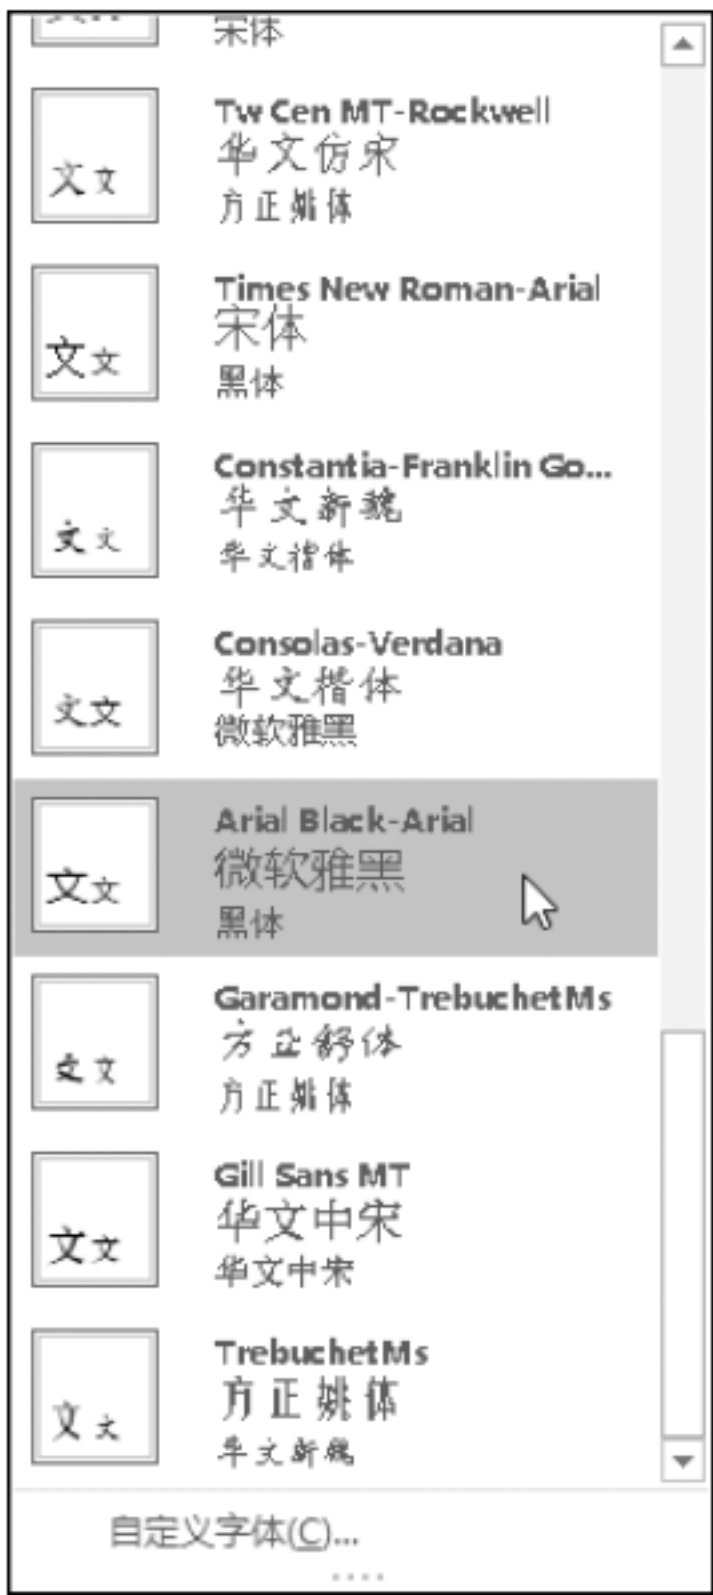 宋体
Tw Cen MT-Rockwell
华文仿宋
方正姚体
文文
Times New Roman-Arial
宋体
黑体
文文
Constantia-Franklin Go...
华文新魏
华文楷体
文文
Consolas-Verdana
华文楷体
微软雅黑
文文
Arial Black-Arial
微软雅黑
黑体
文文
Garamond-TrebuchetMs
方正舒体
方正姚体
文文
Gill Sans MT
华文中宋
华文中宋
文文
TrebuchetMs
方正姚体
华文新魏
文文
自定义字体(C)...